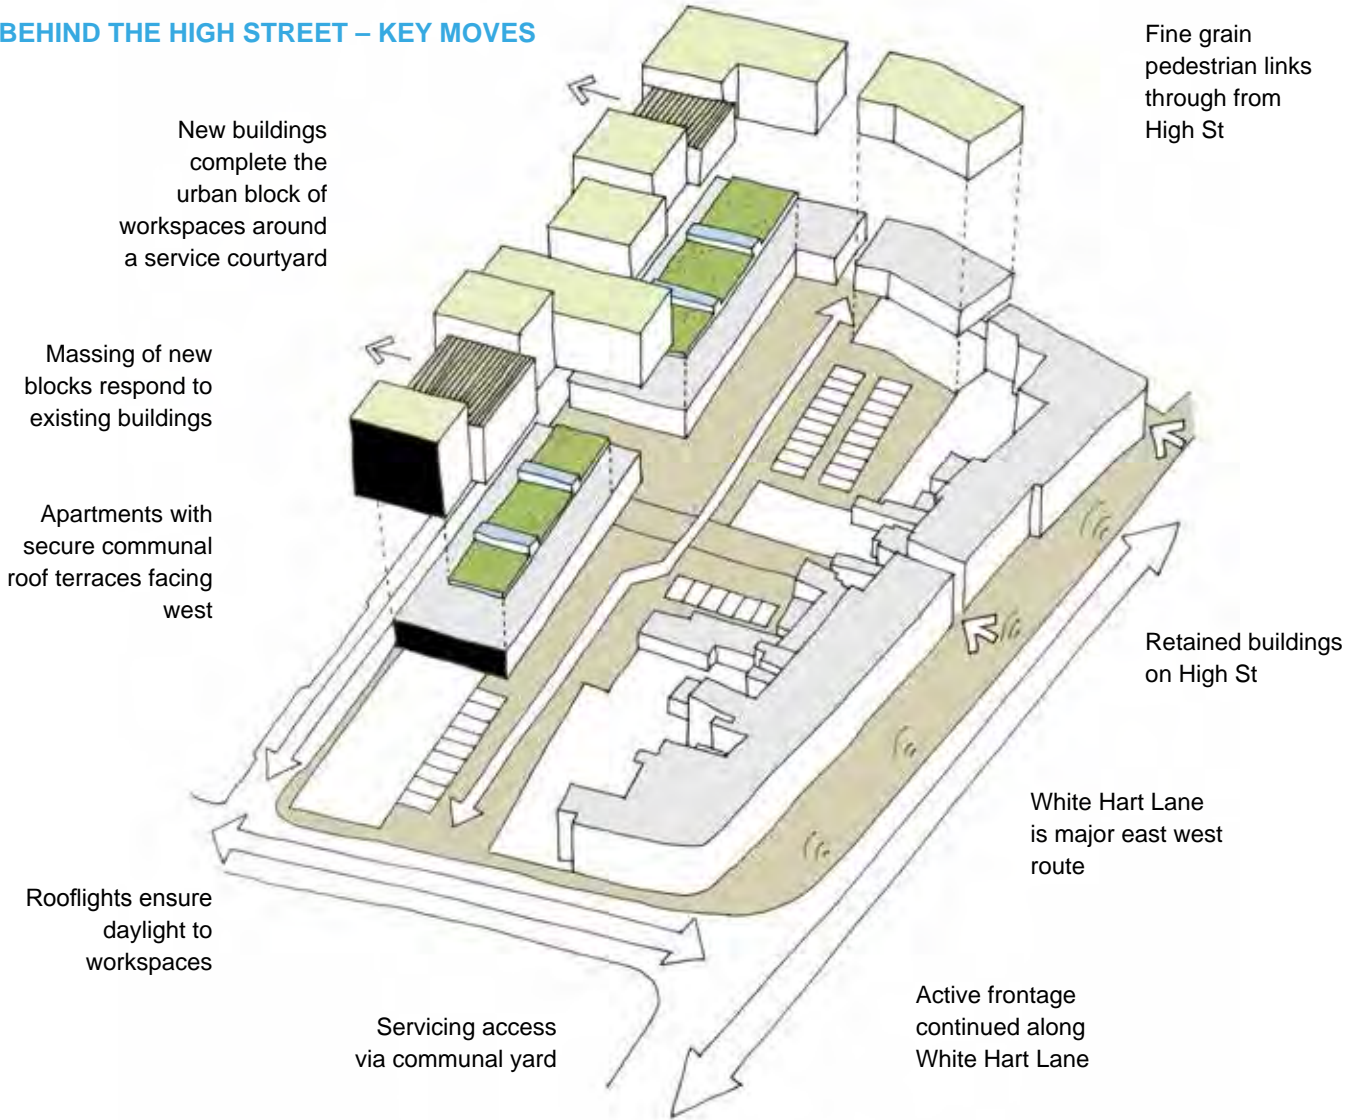 BEHIND THE HIGH STREET – KEY MOVES
Fine grain
pedestrian links
through from
High St
New buildings
complete the
urban block of
workspaces around
a service courtyard
Massing of new
blocks respond to
existing buildings
Apartments with
secure communal
roof terraces facing
west
Retained buildings
on High St
White Hart Lane
is major east west
route
Rooflights ensure
daylight to
workspaces
Active frontage
continued along
White Hart Lane
Servicing access
via communal yard